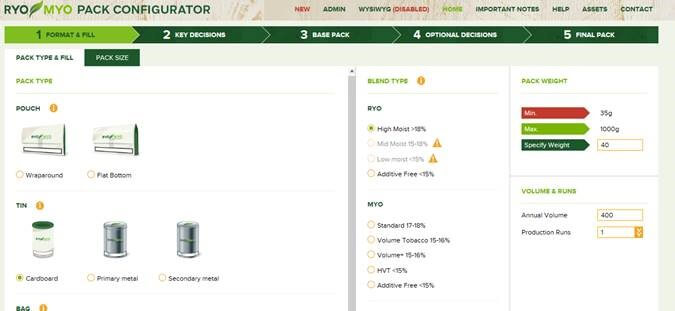 RYO MYO PACK CONFIGURATOR
NEW ADMIN WYSIWYG (DISABLED) HOME IMPORTANT NOTES HELP ASSETS CONTACT
1 FORMAT & FILL 2 KEY DECISIONS 3 BASE PACK 4 OPTIONAL DECISIONS 5 FINAL PACK
PACK TYPE & FILL PACK SIZE
PACK TYPE
POUCH
Wraparound Flat Bottom
TIN
Cardboard Primary metal Secondary metal
BAG
BLEND TYPE
RYO
High Moist >18%
Mid Moist 15-18%
Low moist <15%
Additive Free <15%
MYO
Standard 17-18%
Volume Tobacco 15-16%
Volume+ 15-16%
HVT <15%
Additive Free <15%
PACK WEIGHT
Min. 35g
Max. 1000g
Specify Weight 40
VOLUME & RUNS
Annual Volume 400
Production Runs 1